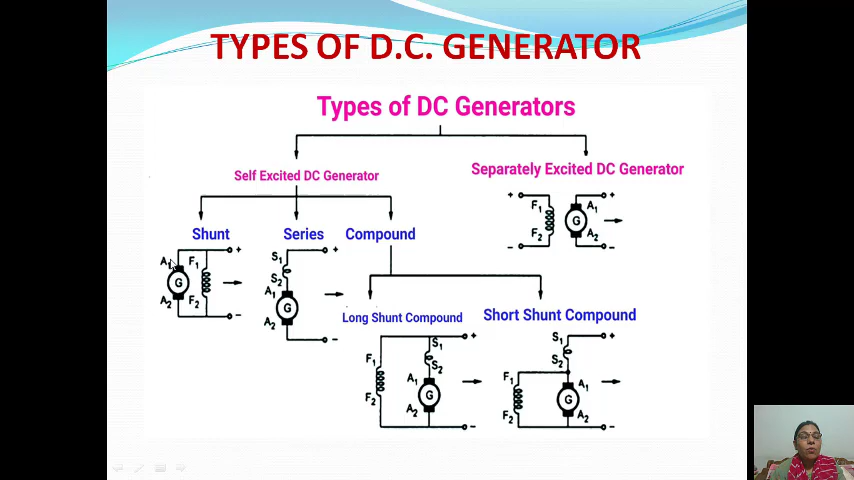 TYPES OF D.C. GENERATOR
Types of DC Generators
Self Excited DC Generator
Separately Excited DC Generator
+ +
F1 G A1
F2 A2
− −
Shunt Series Compound
+ +
A1 F1 S1
G S2
A2 F2 A1
G
A2
− −
Long Shunt Compound Short Shunt Compound
+ +
S1 S1
F1 S2 S2
A1 F1 A1
F2 G G
A2 F2 A2
− −